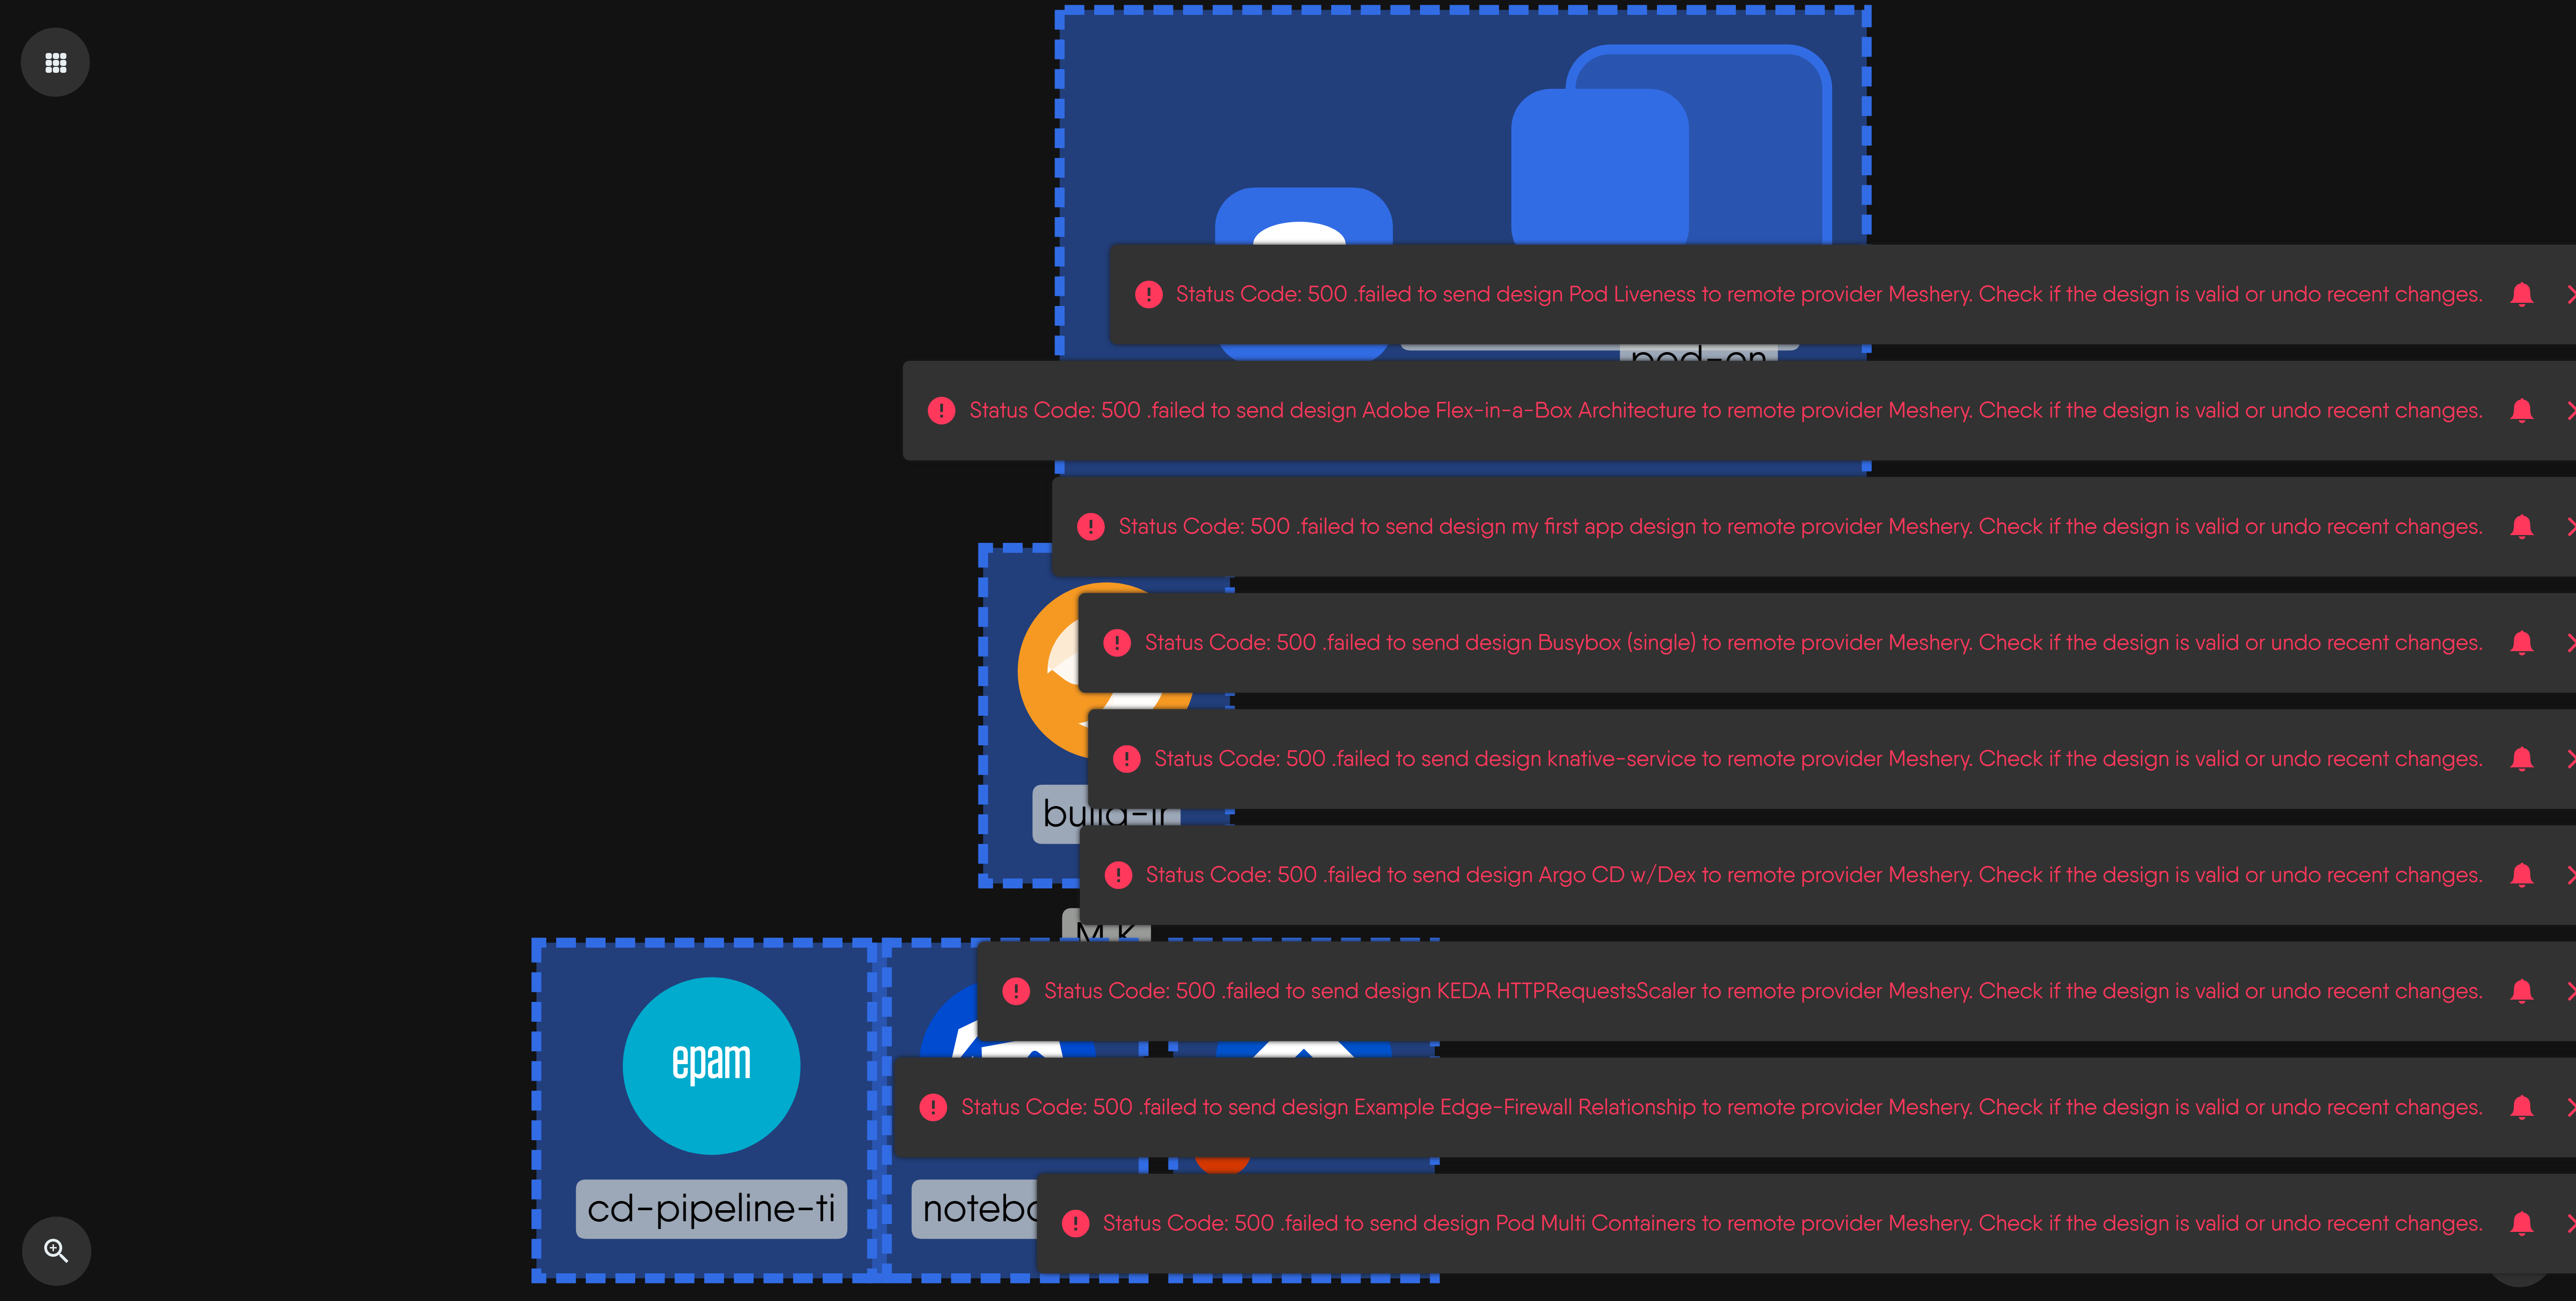 Status Code: 500 .failed to send design Pod Liveness to remote provider Meshery. Check if the design is valid or undo recent changes.
pod-en
Status Code: 500 .failed to send design Adobe Flex-in-a-Box Architecture to remote provider Meshery. Check if the design is valid or undo recent changes.
Status Code: 500 .failed to send design my first app design to remote provider Meshery. Check if the design is valid or undo recent changes.
Status Code: 500 .failed to send design Busybox (single) to remote provider Meshery. Check if the design is valid or undo recent changes.
Status Code: 500 .failed to send design knative-service to remote provider Meshery. Check if the design is valid or undo recent changes.
build-ir
Status Code: 500 .failed to send design Argo CD w/Dex to remote provider Meshery. Check if the design is valid or undo recent changes.
M K
Status Code: 500 .failed to send design KEDA HTTPRequestsScaler to remote provider Meshery. Check if the design is valid or undo recent changes.
epam
Status Code: 500 .failed to send design Example Edge-Firewall Relationship to remote provider Meshery. Check if the design is valid or undo recent changes.
cd-pipeline-ti
notebo
Status Code: 500 .failed to send design Pod Multi Containers to remote provider Meshery. Check if the design is valid or undo recent changes.